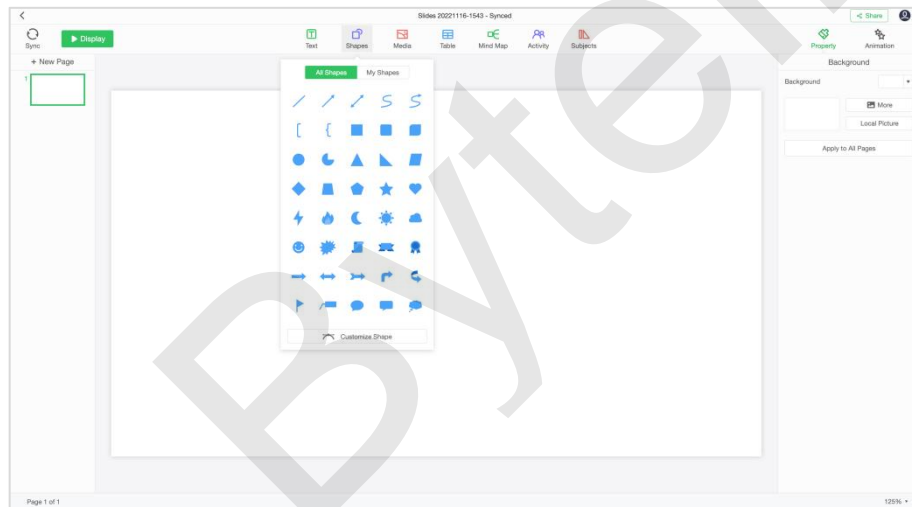 Slides 20221116-1543 - Synced
Share
Sync
Display
Text
Shapes
Media
Table
Mind Map
Activity
Subjects
Property
Animation
+ New Page
All Shapes
My Shapes
Background
1
Background
More
Local Picture
Apply to All Pages
Customize Shape
Page 1 of 1
125%
Byte